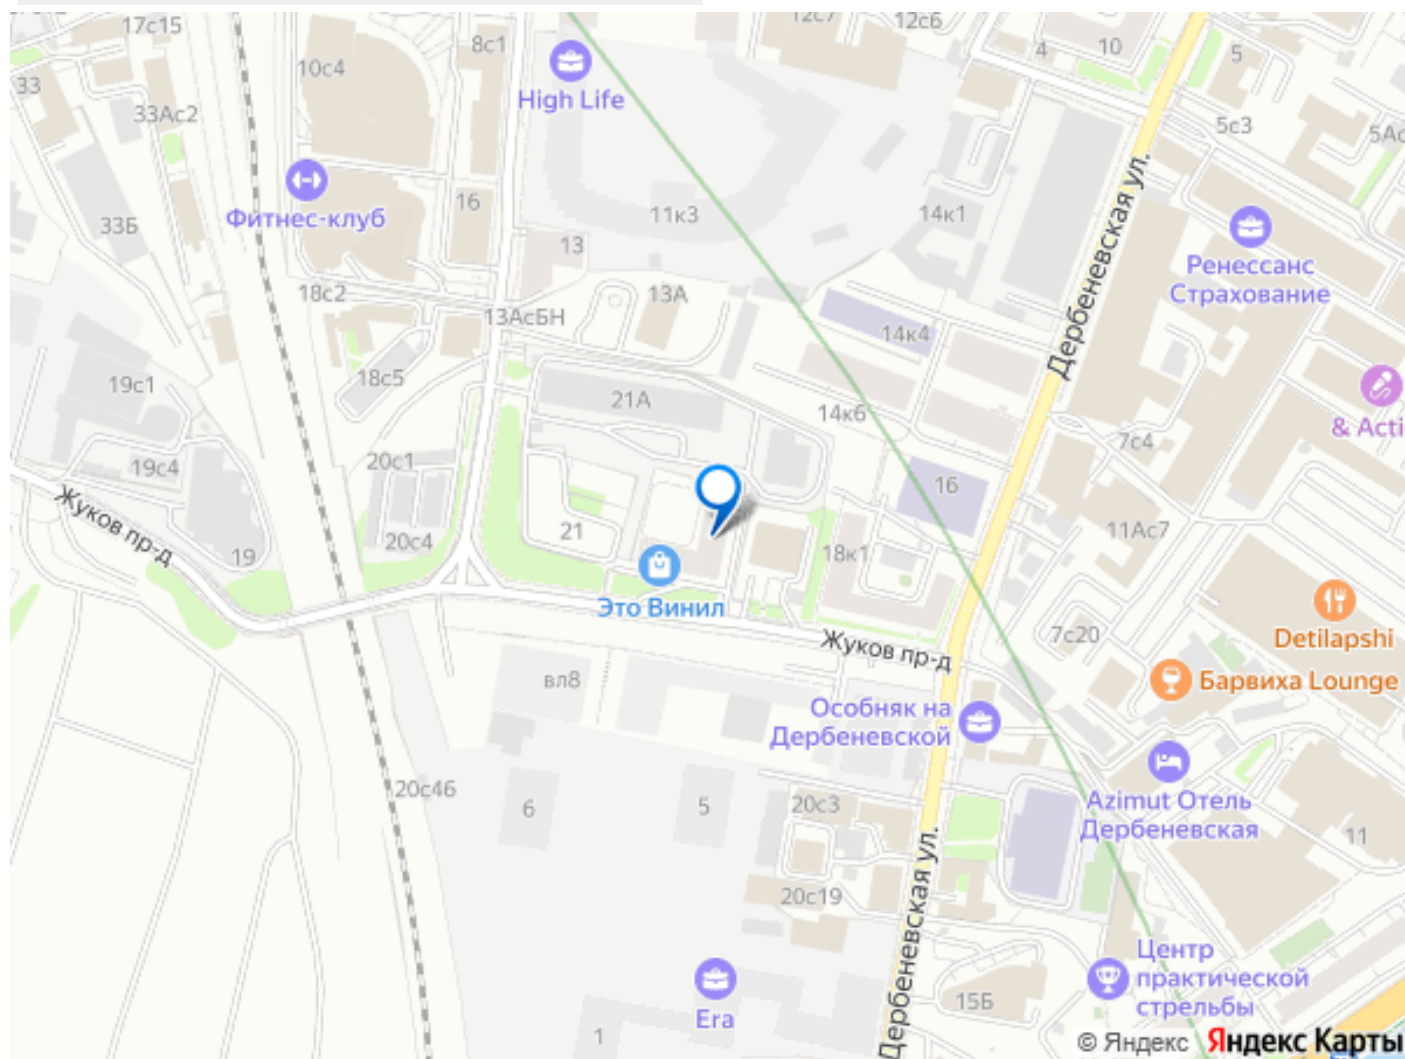 17с15
12с7
12с6
8с1
4
10
5
10с4
High Life
33
33Ас2
5с3
5Ас
Дербеневская ул.
33Б
Фитнес-клуб
16
11к3
14к1
13
Ренессанс
Страхование
18с2
13А
13АсБН
14к4
19с1
18с5
21А
14к6
& Acti
7с4
19с4
20с1
16
Жуков пр-д
19
20с4
21
18к1
11Ас7
Это Винил
Жуков пр-д
7с20
Detilapshi
вл8
Барвиха Lounge
Особняк на
Дербеневской
20с46
6
5
20с3
Azimut Отель
Дербеневская
11
Дербеневская ул.
20с19
Центр
практической
стрельбы
Era
15Б
1
© Яндекс Яндекс Карты